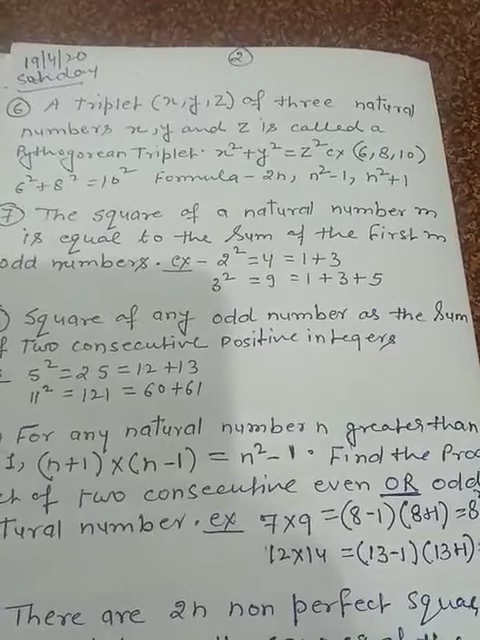 19/4/20
②
Sunday
⑥ A triplet (x, y, z) of three natural
numbers x, y and z is called a
Pythogorean Triplet. x²+y²=z² ex (6, 8, 10)
6²+8²=10² Formula - 2n, n²-1, n²+1
⑦ The square of a natural number m
is equal to the sum of the first m
odd numbers. ex - 2²=4 = 1+3
3² = 9 = 1+3+5
Square of any odd number as the sum
Two consecutive positive integers
5² = 25 = 12 +13
11² = 121 = 60+61
For any natural number n greater than
1, (n+1) × (n-1) = n²-1. Find the
of two consecutive even OR odd
number. ex 7×9 =(8-1)(8+1)=8
12×14 =(13-1)(13+1)=
There are 2n non perfect